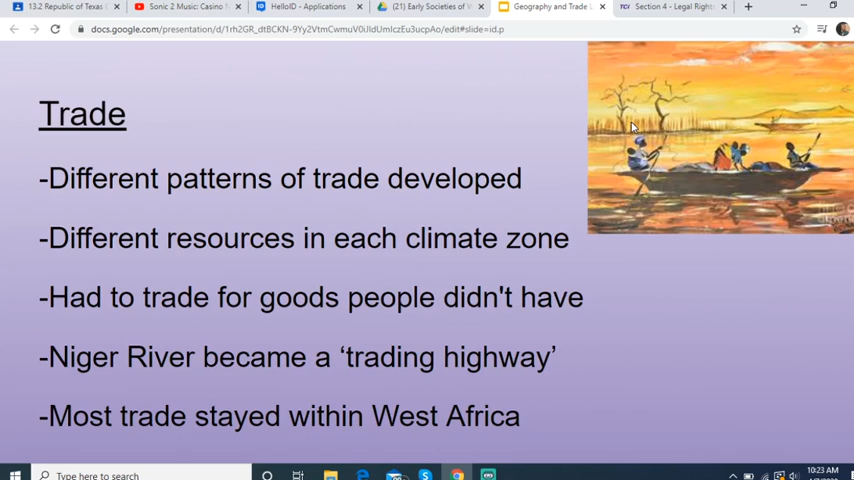 13.2 Republic of Texas
Sonic 2 Music: Casino
HelloID - Applications
(21) Early Societies of W
Geography and Trade
TCi
Section 4 - Legal Right
docs.google.com/presentation/d/1rh2GR_dtBCKN-9Yy2VtmCwmuV0iJldUmIczEu3ucpAo/edit#slide=id.p
Trade
-Different patterns of trade developed
-Different resources in each climate zone
-Had to trade for goods people didn't have
-Niger River became a ‘trading highway’
-Most trade stayed within West Africa
Type here to search
10:23 AM